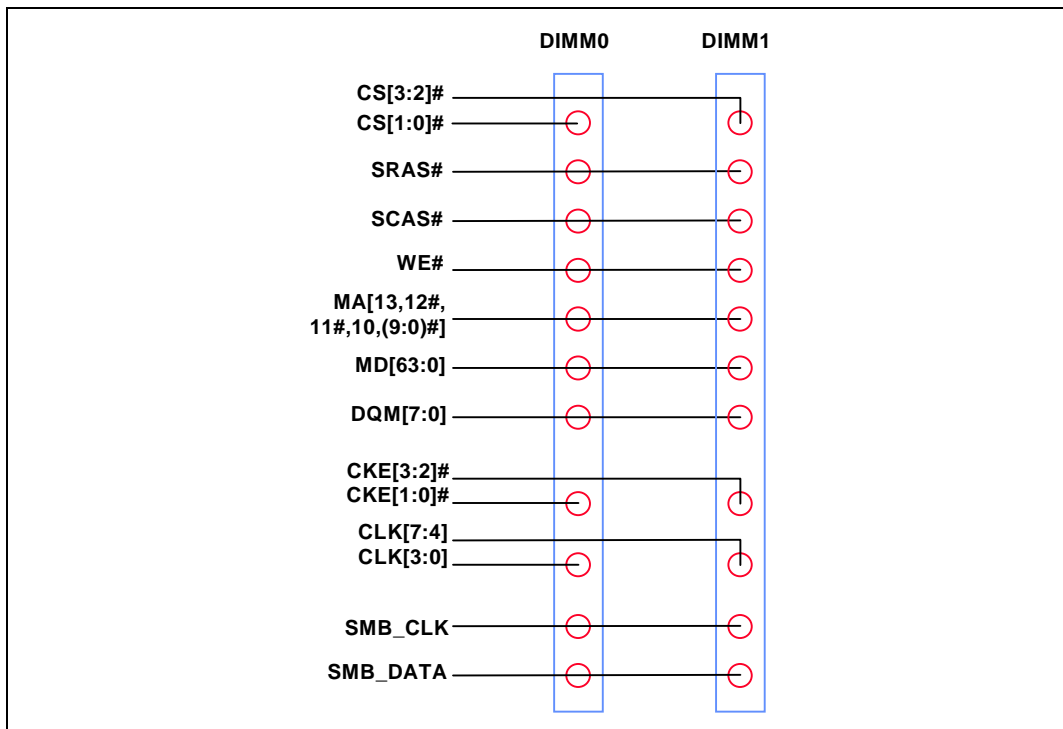 DIMM0 DIMM1
CS[3:2]#
CS[1:0]#
SRAS#
SCAS#
WE#
MA[13,12#,
11#,10,(9:0)#]
MD[63:0]
DQM[7:0]
CKE[3:2]#
CKE[1:0]#
CLK[7:4]
CLK[3:0]
SMB_CLK
SMB_DATA